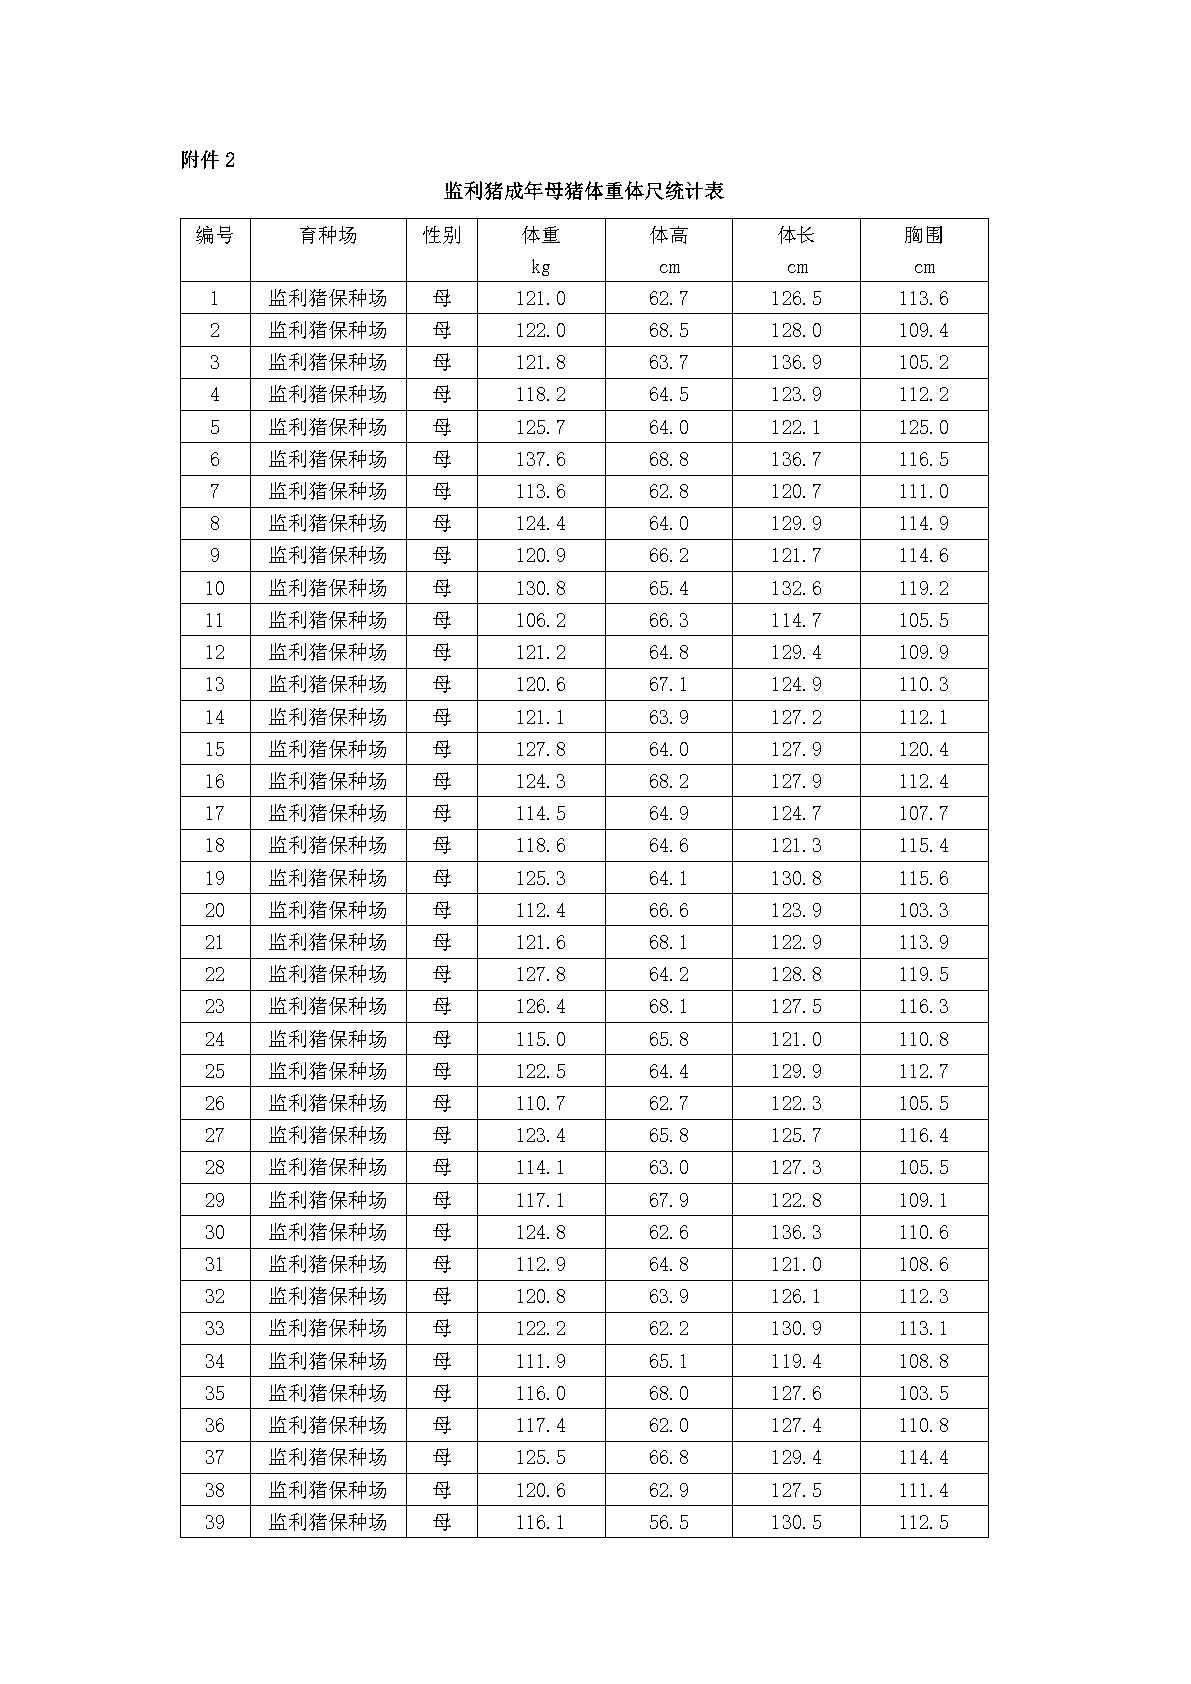 附件2
监利猪成年母猪体重体尺统计表
编号 育种场 性别 体重 体高 体长 胸围
kg cm cm cm
1 监利猪保种场 母 121.0 62.7 126.5 113.6
2 监利猪保种场 母 122.0 68.5 128.0 109.4
3 监利猪保种场 母 121.8 63.7 136.9 105.2
4 监利猪保种场 母 118.2 64.5 123.9 112.2
5 监利猪保种场 母 125.7 64.0 122.1 125.0
6 监利猪保种场 母 137.6 68.8 136.7 116.5
7 监利猪保种场 母 113.6 62.8 120.7 111.0
8 监利猪保种场 母 124.4 64.0 129.9 114.9
9 监利猪保种场 母 120.9 66.2 121.7 114.6
10 监利猪保种场 母 130.8 65.4 132.6 119.2
11 监利猪保种场 母 106.2 66.3 114.7 105.5
12 监利猪保种场 母 121.2 64.8 129.4 109.9
13 监利猪保种场 母 120.6 67.1 124.9 110.3
14 监利猪保种场 母 121.1 63.9 127.2 112.1
15 监利猪保种场 母 127.8 64.0 127.9 120.4
16 监利猪保种场 母 124.3 68.2 127.9 112.4
17 监利猪保种场 母 114.5 64.9 124.7 107.7
18 监利猪保种场 母 118.6 64.6 121.3 115.4
19 监利猪保种场 母 125.3 64.1 130.8 115.6
20 监利猪保种场 母 112.4 66.6 123.9 103.3
21 监利猪保种场 母 121.6 68.1 122.9 113.9
22 监利猪保种场 母 127.8 64.2 128.8 119.5
23 监利猪保种场 母 126.4 68.1 127.5 116.3
24 监利猪保种场 母 115.0 65.8 121.0 110.8
25 监利猪保种场 母 122.5 64.4 129.9 112.7
26 监利猪保种场 母 110.7 62.7 122.3 105.5
27 监利猪保种场 母 123.4 65.8 125.7 116.4
28 监利猪保种场 母 114.1 63.0 127.3 105.5
29 监利猪保种场 母 117.1 67.9 122.8 109.1
30 监利猪保种场 母 124.8 62.6 136.3 110.6
31 监利猪保种场 母 112.9 64.8 121.0 108.6
32 监利猪保种场 母 120.8 63.9 126.1 112.3
33 监利猪保种场 母 122.2 62.2 130.9 113.1
34 监利猪保种场 母 111.9 65.1 119.4 108.8
35 监利猪保种场 母 116.0 68.0 127.6 103.5
36 监利猪保种场 母 117.4 62.0 127.4 110.8
37 监利猪保种场 母 125.5 66.8 129.4 114.4
38 监利猪保种场 母 120.6 62.9 127.5 111.4
39 监利猪保种场 母 116.1 56.5 130.5 112.5